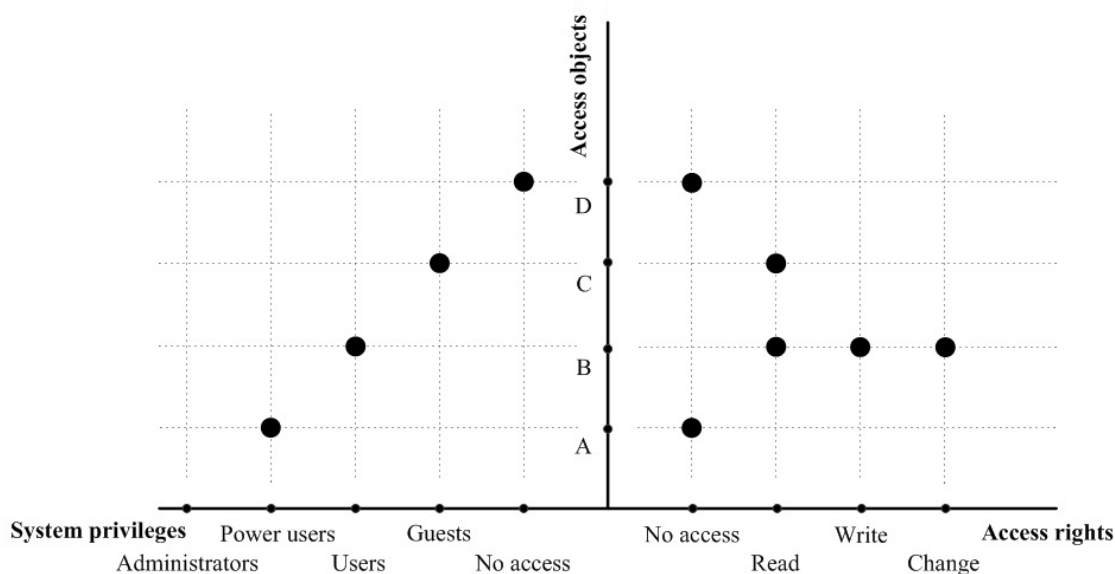 Access objects
D
C
B
A
System privileges
Administrators
Power users
Users
Guests
No access
No access
Read
Write
Change
Access rights